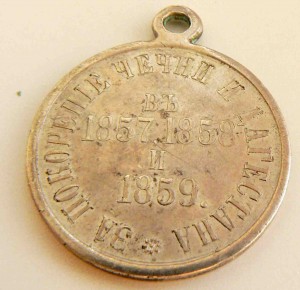 ЗА ПОКОРЕНІЕ ЧЕЧНИ И ДАГЕСТАНА
ВЪ
1857, 1858,
И
1859.